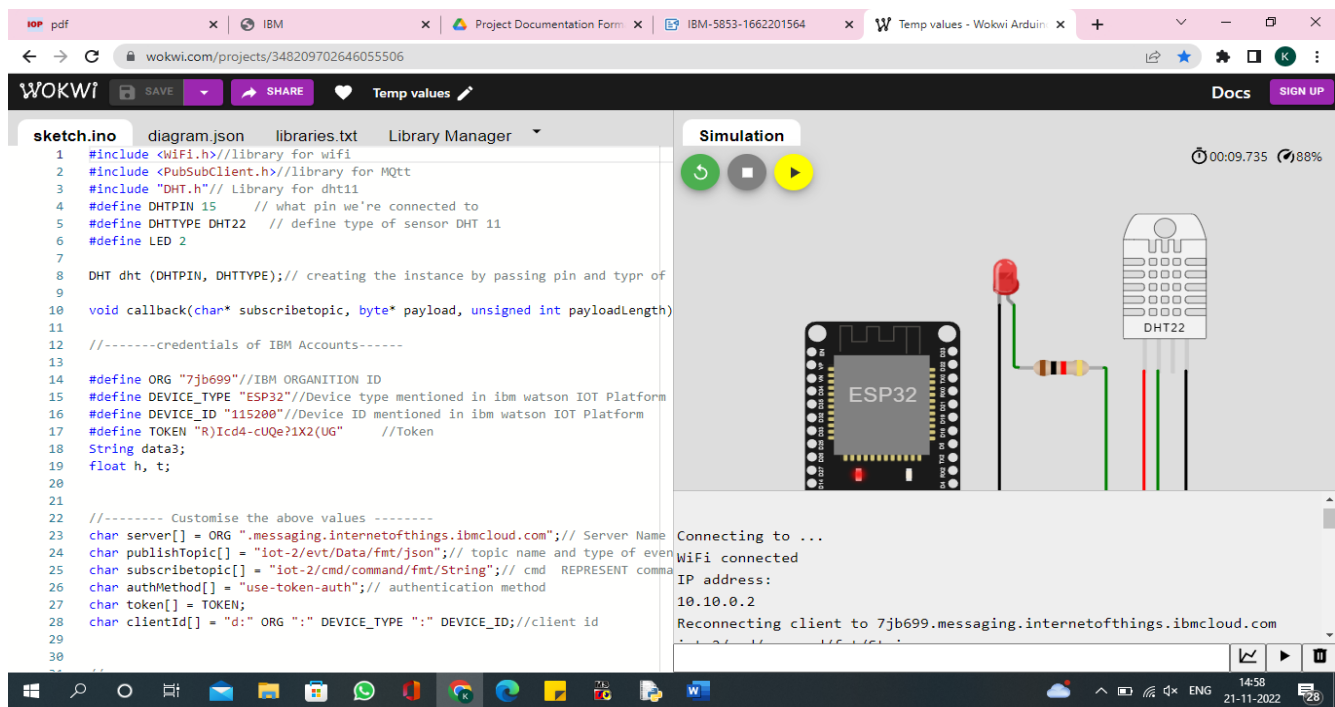 IOP pdf
IBM
Project Documentation Form
IBM-5853-1662201564
Temp values - Wokwi Arduin
wokwi.com/projects/348209702646055506
K
WOKWI
SAVE
SHARE
Temp values
Docs
SIGN UP
sketch.ino diagram.json libraries.txt Library Manager
1 #include <WiFi.h>//library for wifi
2 #include <PubSubClient.h>//library for MQtt
3 #include "DHT.h"// Library for dht11
4 #define DHTPIN 15 // what pin we're connected to
5 #define DHTTYPE DHT22 // define type of sensor DHT 11
6 #define LED 2
7
8 DHT dht (DHTPIN, DHTTYPE);// creating the instance by passing pin and typr of
9
10 void callback(char* subscribetopic, byte* payload, unsigned int payloadLength)
11
12 //-------credentials of IBM Accounts------
13
14 #define ORG "7jb699"//IBM ORGANITION ID
15 #define DEVICE_TYPE "ESP32"//Device type mentioned in ibm watson IOT Platform
16 #define DEVICE_ID "115200"//Device ID mentioned in ibm watson IOT Platform
17 #define TOKEN "R)Icd4-cUQe?1X2(UG" //Token
18 String data3;
19 float h, t;
20
21
22 //-------- Customise the above values --------
23 char server[] = ORG ".messaging.internetofthings.ibmcloud.com";// Server Name
24 char publishTopic[] = "iot-2/evt/Data/fmt/json";// topic name and type of even
25 char subscribetopic[] = "iot-2/cmd/command/fmt/String";// cmd REPRESENT comma
26 char authMethod[] = "use-token-auth";// authentication method
27 char token[] = TOKEN;
28 char clientId[] = "d:" ORG ":" DEVICE_TYPE ":" DEVICE_ID;//client id
29
30
Simulation
00:09.735 88%
DHT22
ESP32
Connecting to ...
WiFi connected
IP address:
10.10.0.2
Reconnecting client to 7jb699.messaging.internetofthings.ibmcloud.com
ENG
14:58
21-11-2022
28